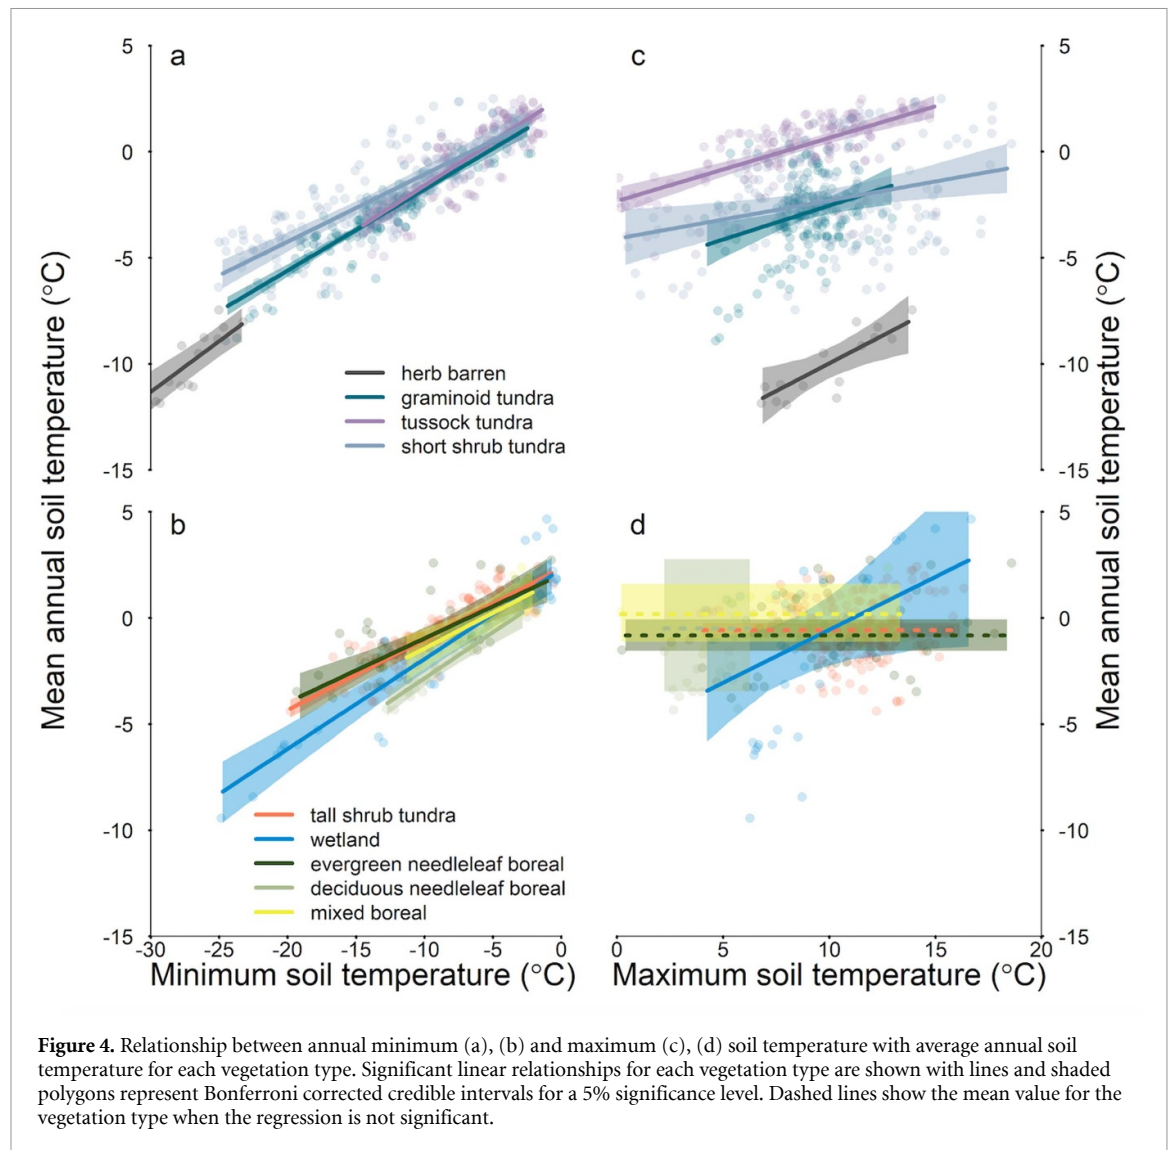 a
c
5
0
-5
-10
-15
5
0
-5
-10
-15
herb barren
graminoid tundra
tussock tundra
short shrub tundra
Mean annual soil temperature (°C)
Mean annual soil temperature (°C)
b
d
5
0
-5
-10
-15
5
0
-5
-10
-15
tall shrub tundra
wetland
evergreen needleleaf boreal
deciduous needleleaf boreal
mixed boreal
-30 -25 -20 -15 -10 -5 0
0 5 10 15 20
Minimum soil temperature (°C)
Maximum soil temperature (°C)
Figure 4. Relationship between annual minimum (a), (b) and maximum (c), (d) soil temperature with average annual soil
temperature for each vegetation type. Significant linear relationships for each vegetation type are shown with lines and shaded
polygons represent Bonferroni corrected credible intervals for a 5% significance level. Dashed lines show the mean value for the
vegetation type when the regression is not significant.